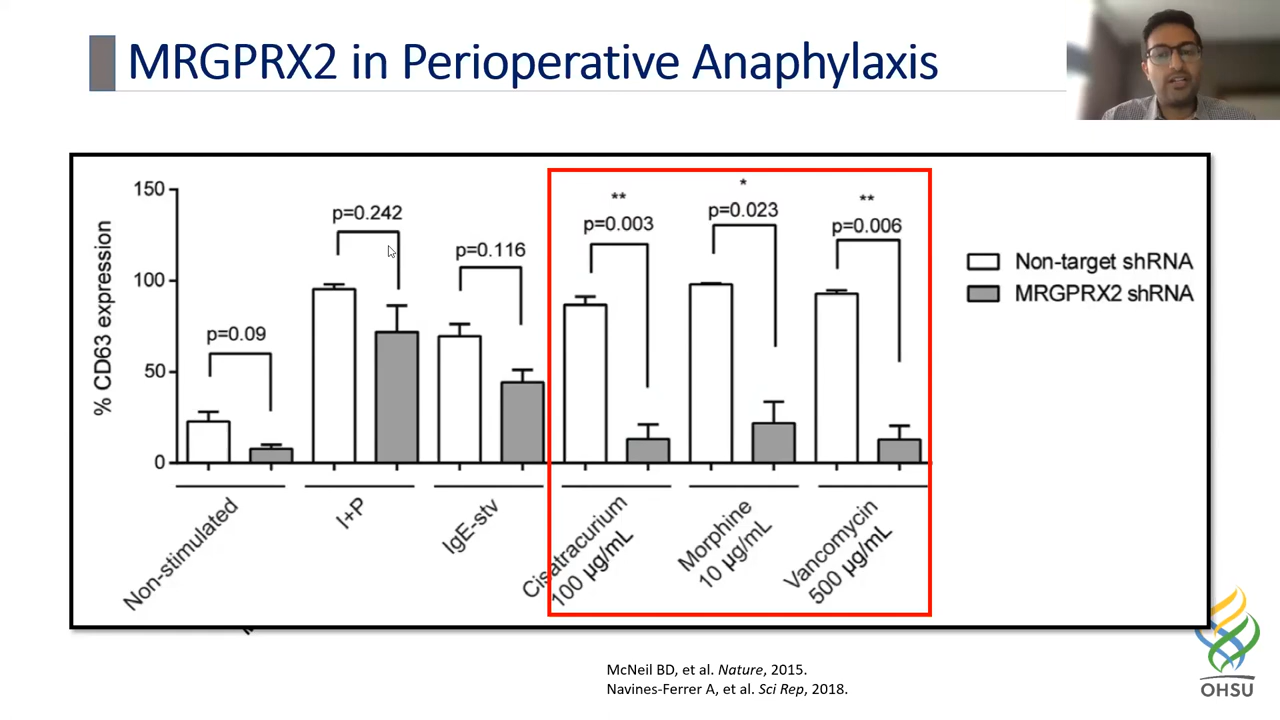 MRGPRX2 in Perioperative Anaphylaxis
% CD63 expression
150
100
50
0
p=0.09
p=0.242
p=0.116
**
p=0.003
*
p=0.023
**
p=0.006
Non-target shRNA
MRGPRX2 shRNA
Non-stimulated
I+P
IgE-stv
Cisatracurium
100 µg/mL
Morphine
10 µg/mL
Vancomycin
500 µg/mL
McNeil BD, et al. Nature, 2015.
Navines-Ferrer A, et al. Sci Rep, 2018.
OHSU